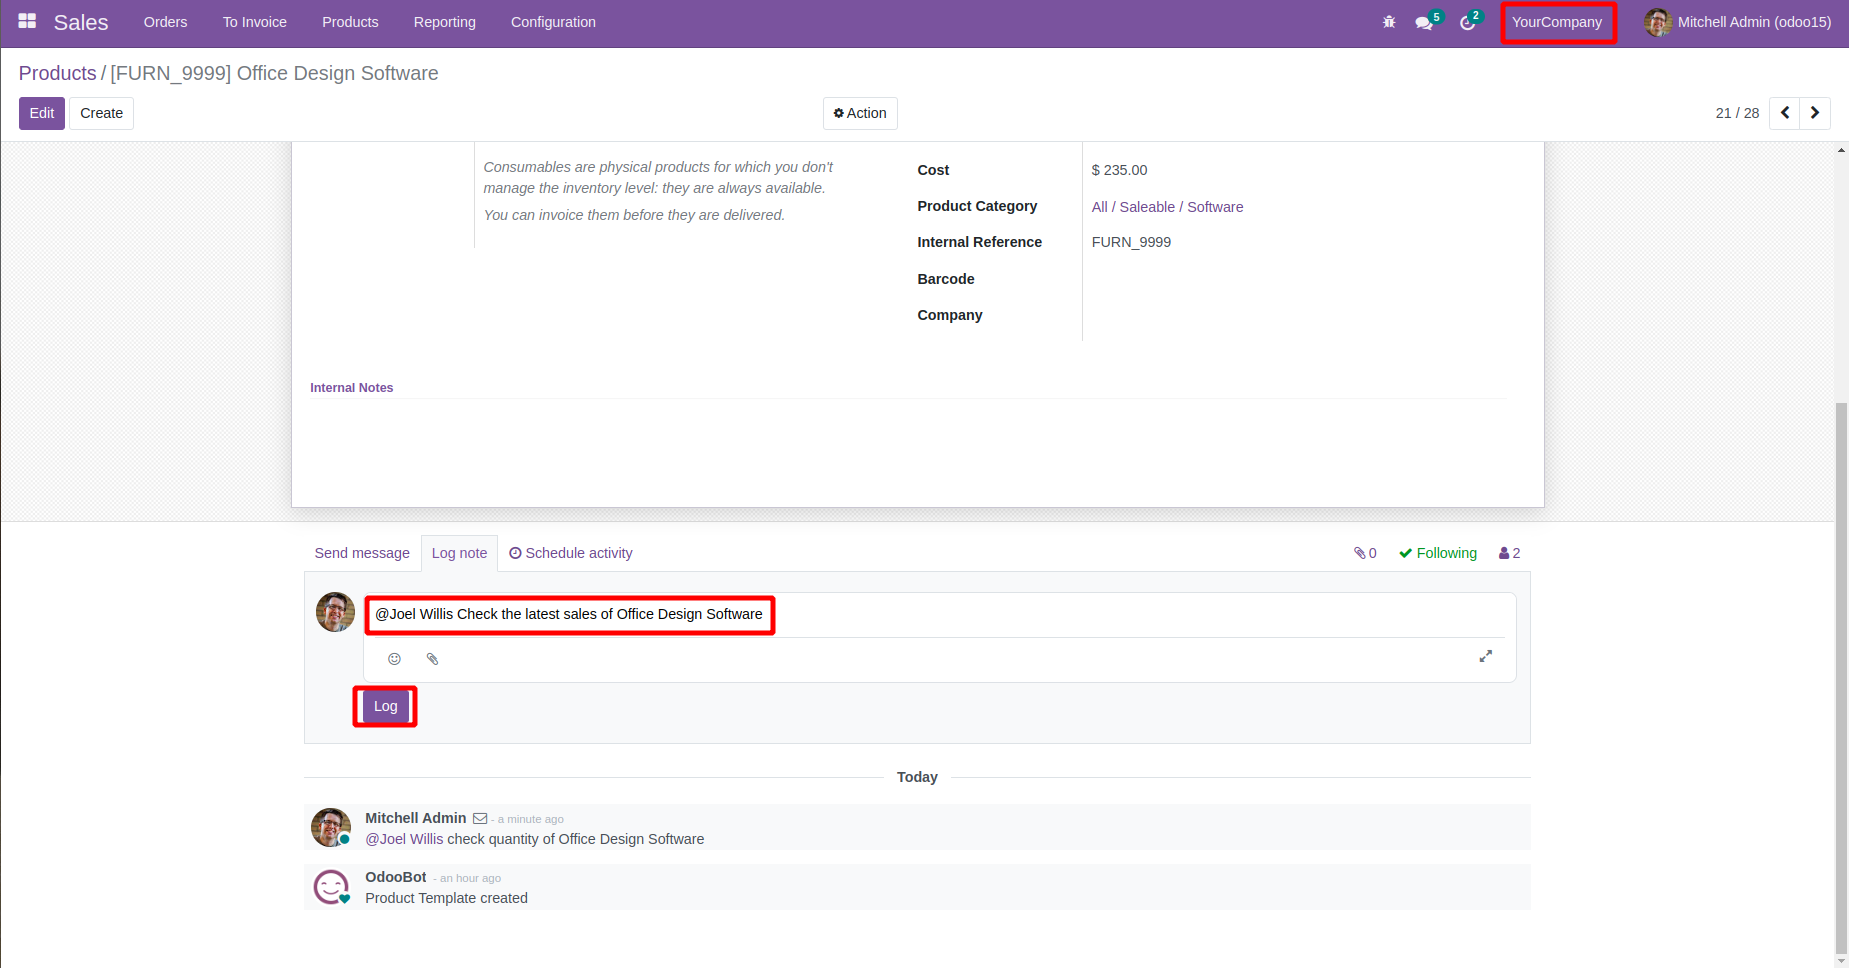 Sales Orders To Invoice Products Reporting Configuration 5 2 YourCompany Mitchell Admin (odoo15)
Products / [FURN_9999] Office Design Software
Edit Create Action 21 / 28
Consumables are physical products for which you don't
manage the inventory level: they are always available.
You can invoice them before they are delivered.
Cost $ 235.00
Product Category All / Saleable / Software
Internal Reference FURN_9999
Barcode
Company
Internal Notes
Send message Log note Schedule activity 0 Following 2
@Joel Willis Check the latest sales of Office Design Software
Log
Today
Mitchell Admin - a minute ago
@Joel Willis check quantity of Office Design Software
OdooBot - an hour ago
Product Template created